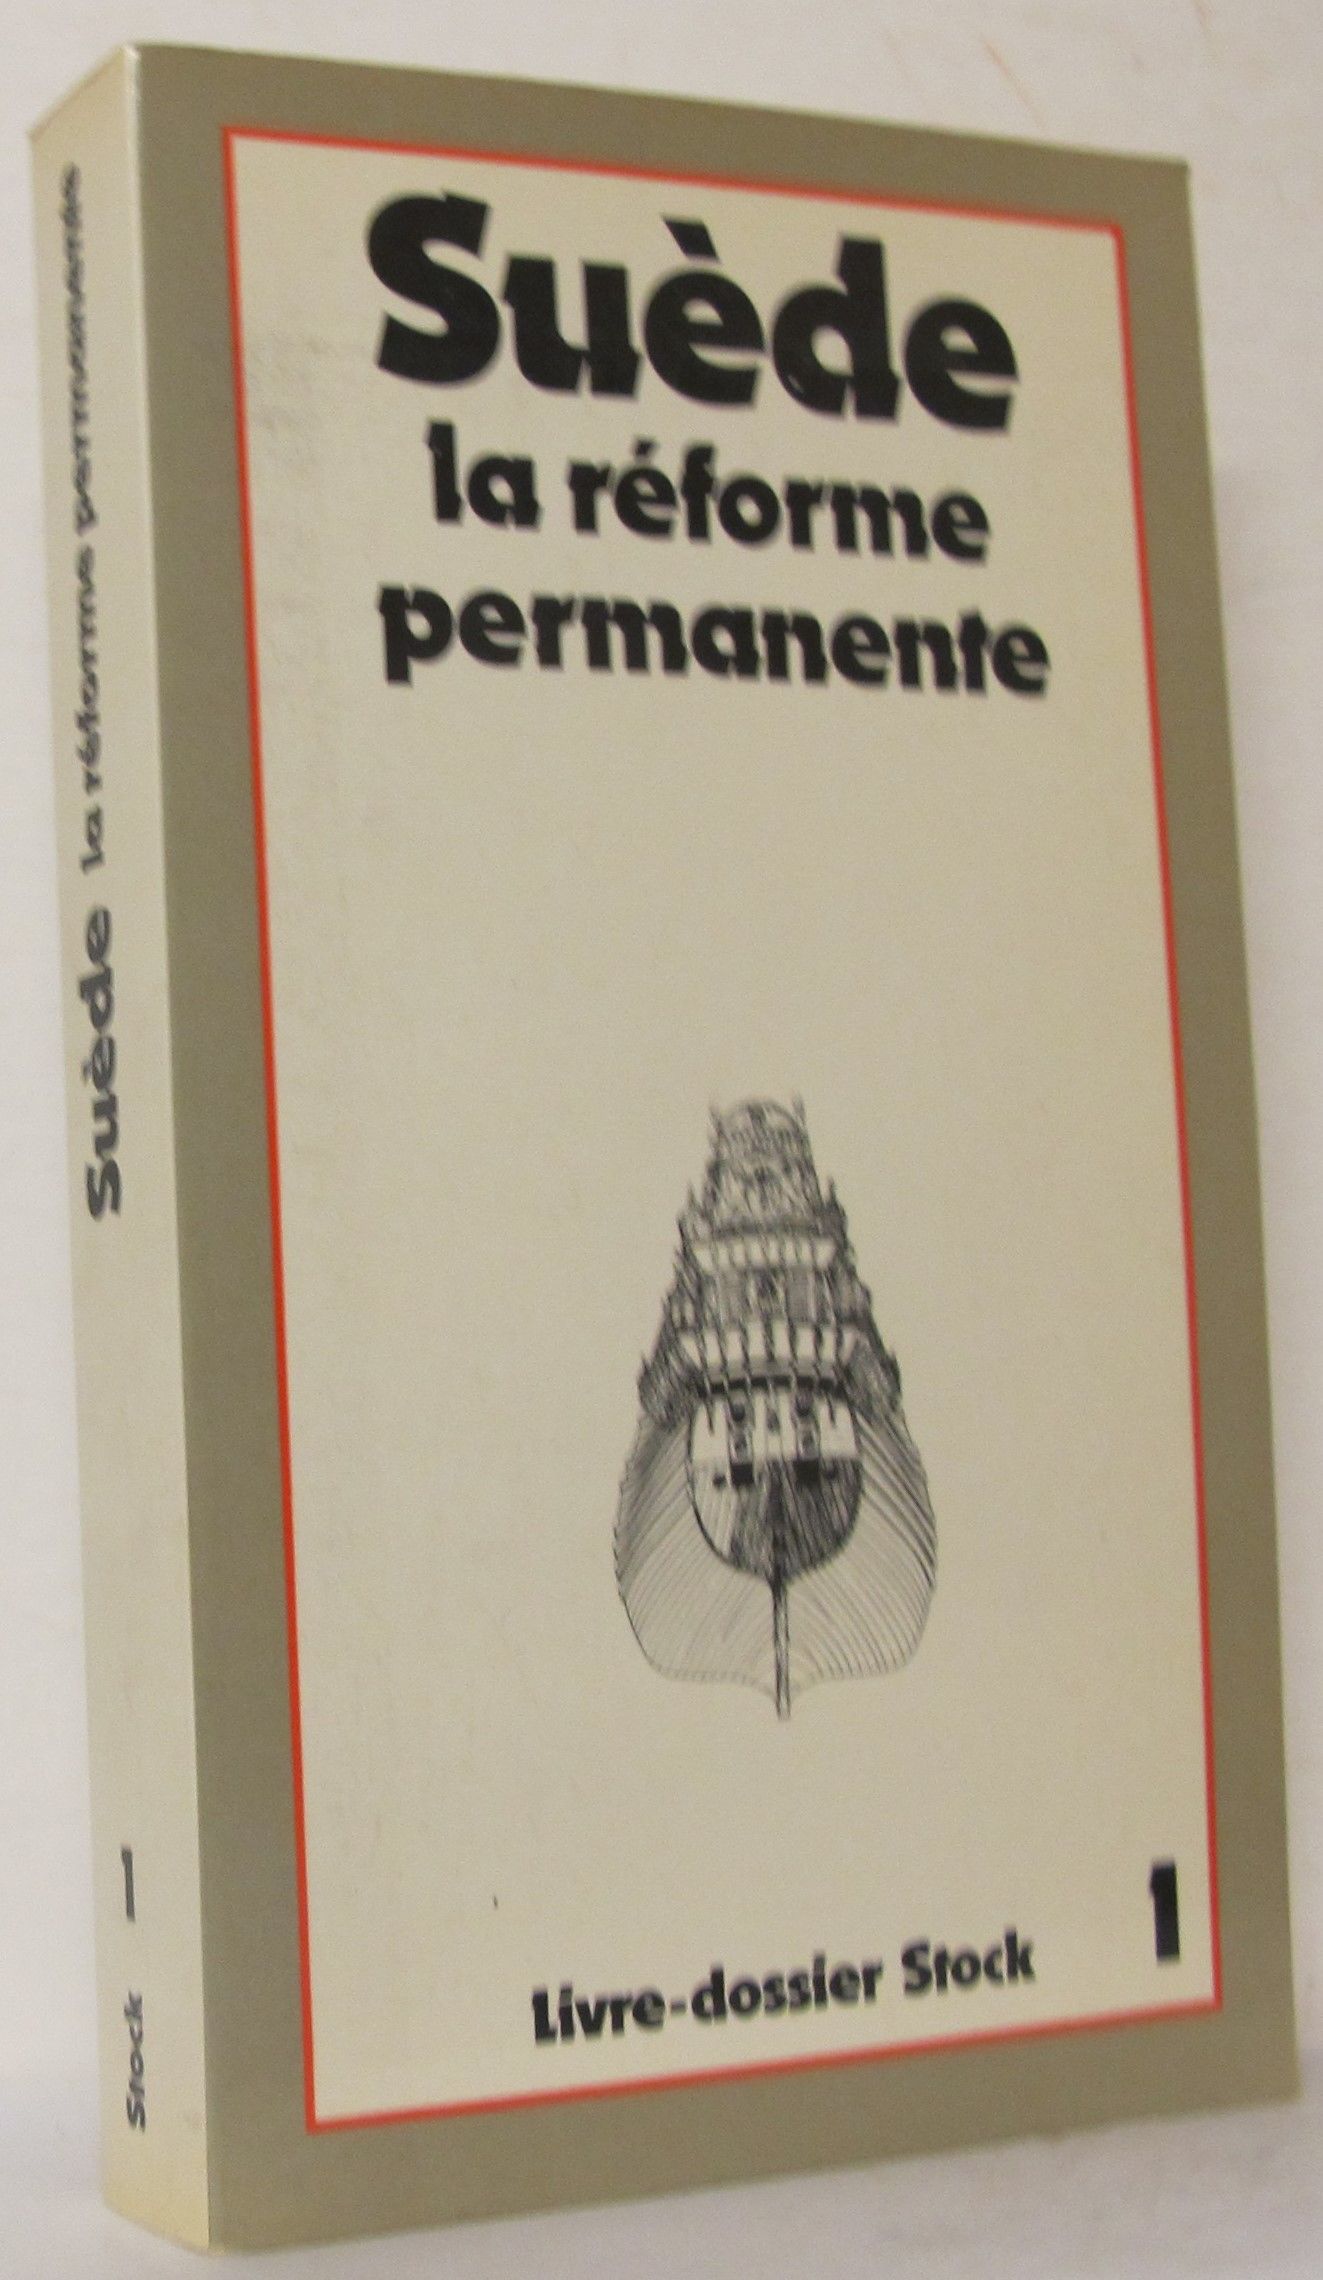 Suède
la réforme
permanente
Livre-dossier Stock
1
Suède la réforme permanente
1
Stock